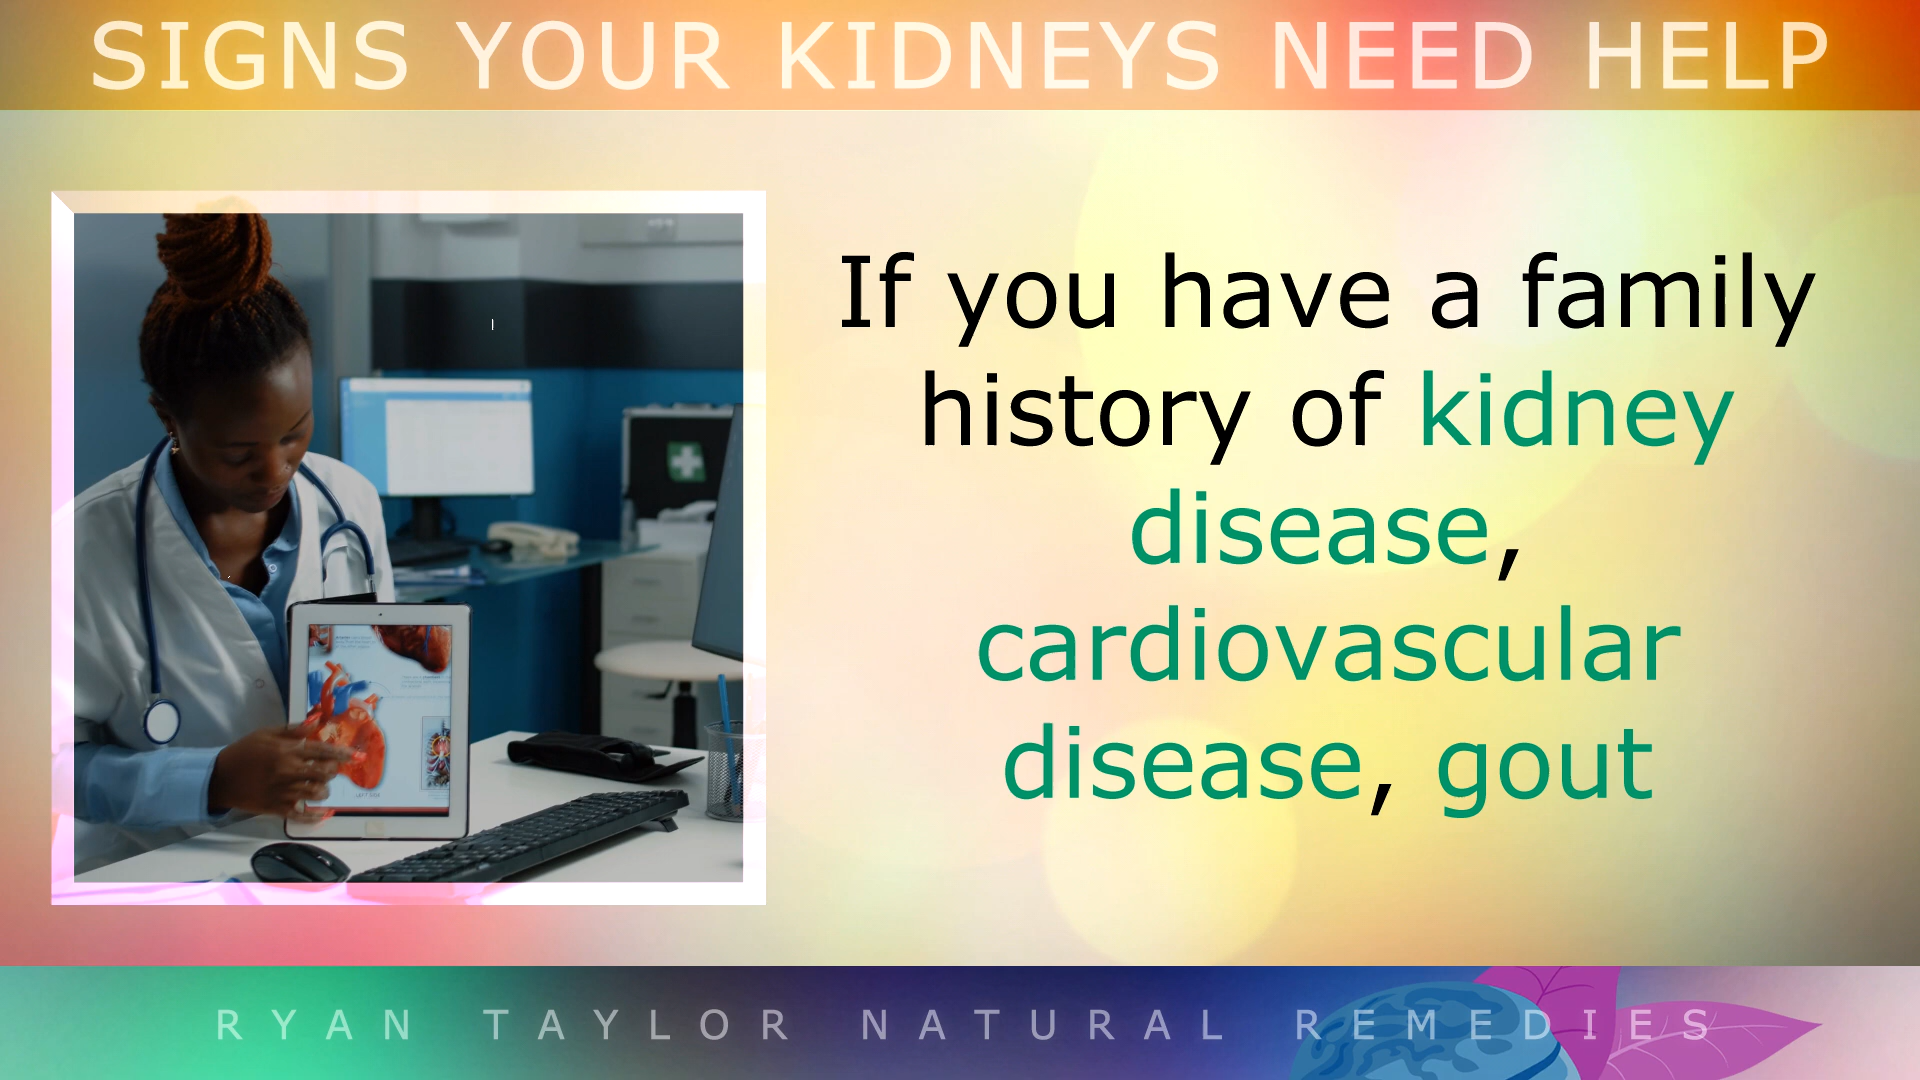 SIGNS YOUR KIDNEYS NEED HELP
If you have a family
history of kidney
disease,
cardiovascular
disease, gout
RYAN TAYLOR NATURAL REMEDIES